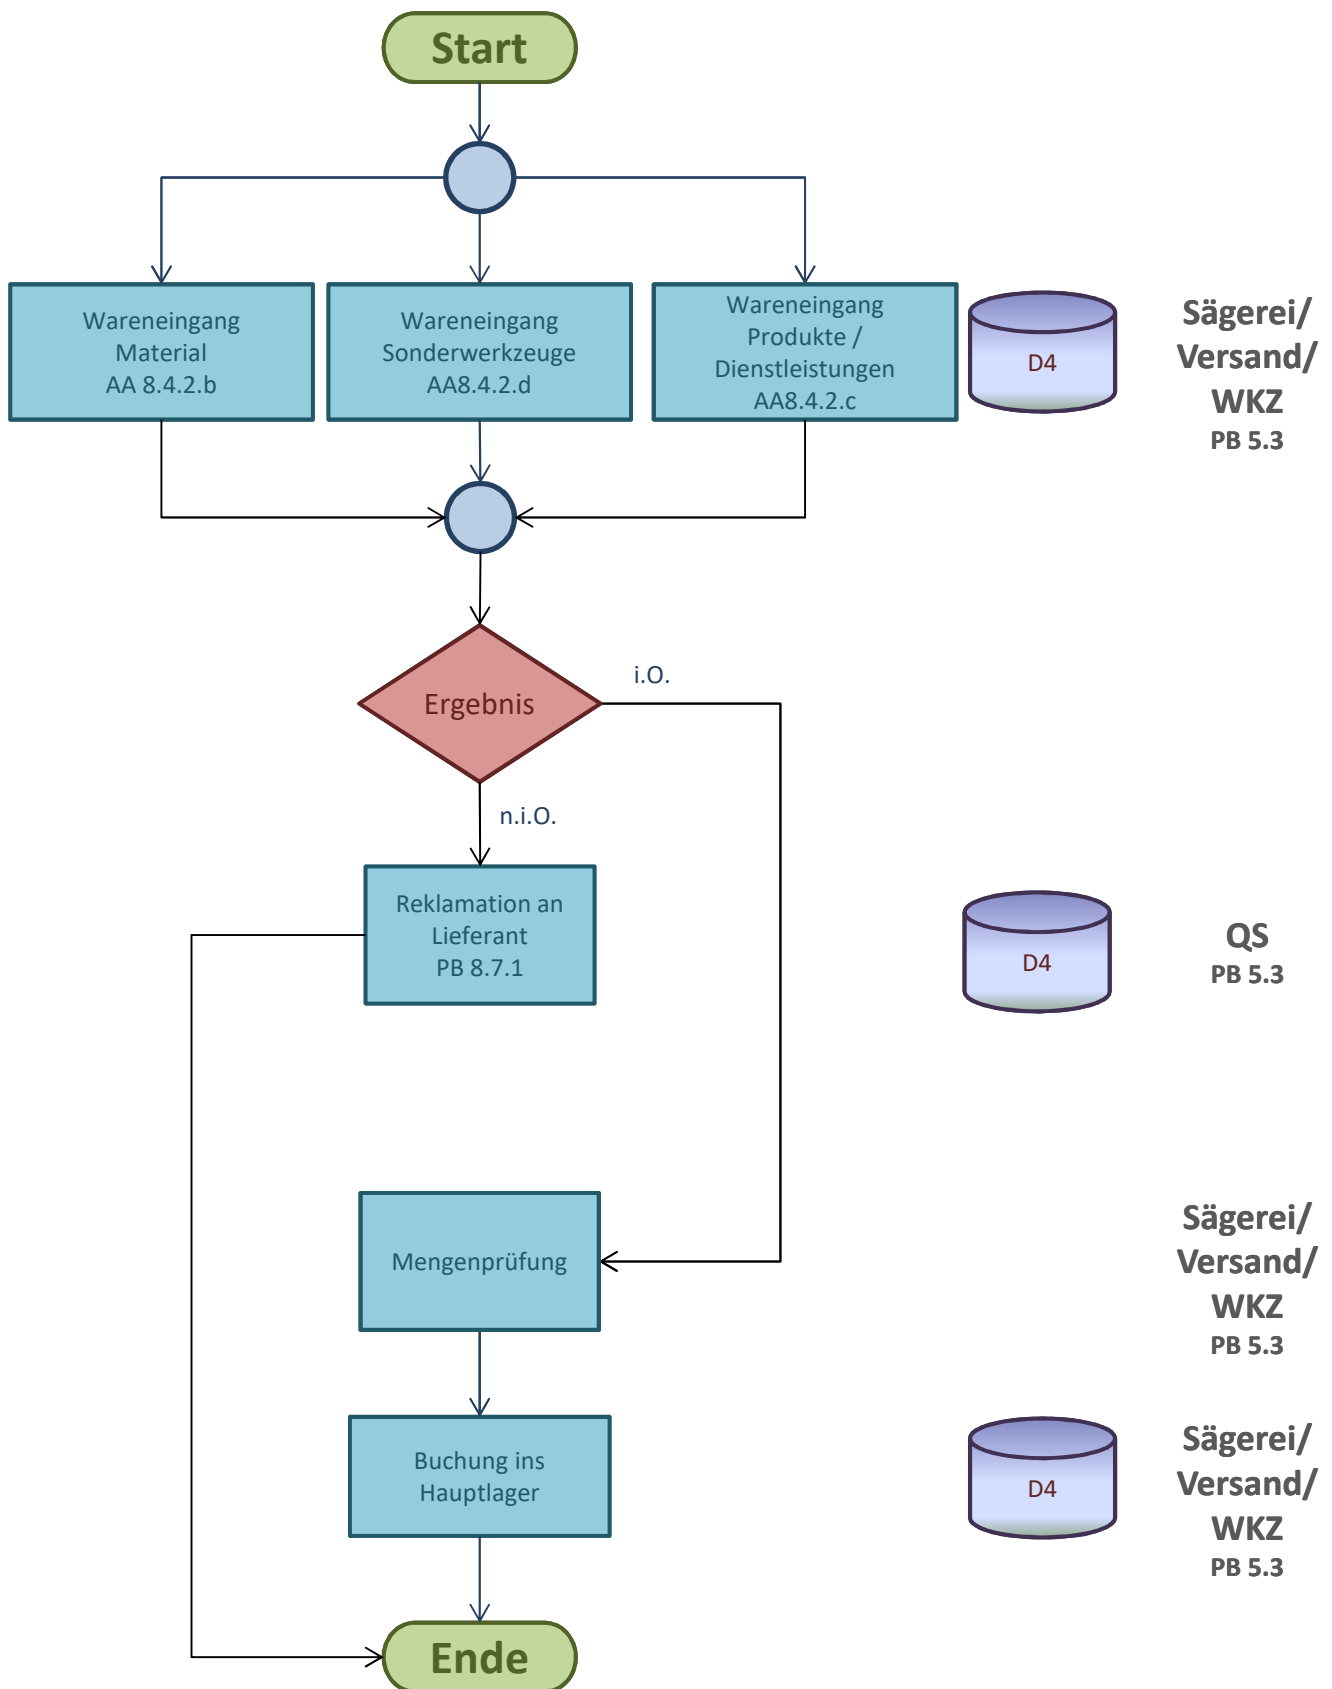 Start
Wareneingang
Material
AA 8.4.2.b
Wareneingang
Sonderwerkzeuge
AA8.4.2.d
Wareneingang
Produkte /
Dienstleistungen
AA8.4.2.c
D4
Sägerei/
Versand/
WKZ
PB 5.3
Ergebnis
i.O.
n.i.O.
Reklamation an
Lieferant
PB 8.7.1
D4
QS
PB 5.3
Mengenprüfung
Sägerei/
Versand/
WKZ
PB 5.3
Buchung ins
Hauptlager
D4
Sägerei/
Versand/
WKZ
PB 5.3
Ende